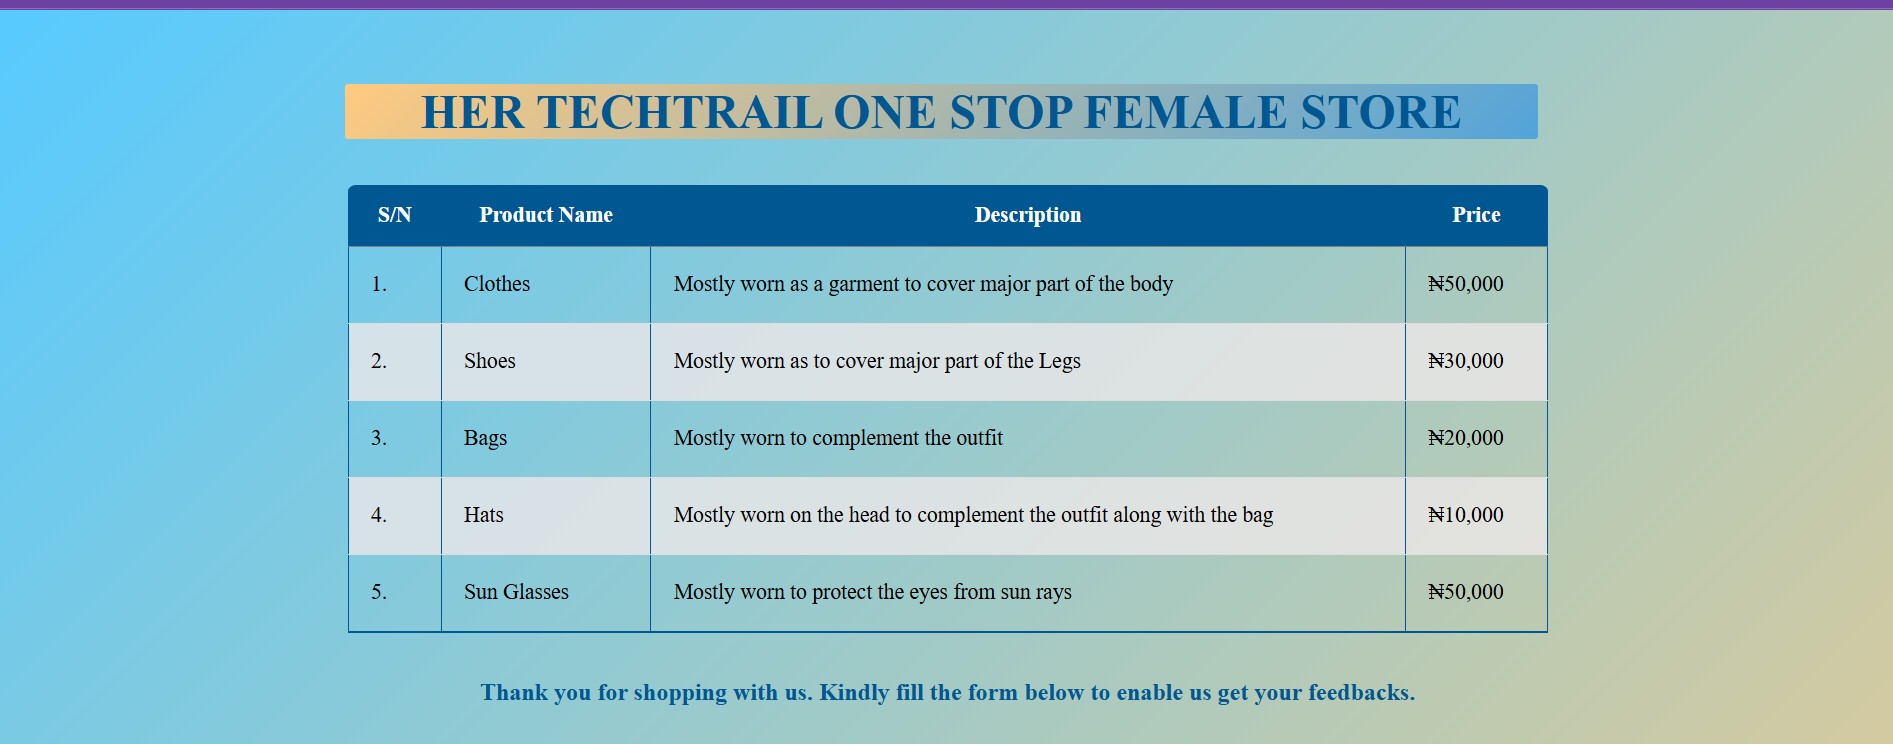 HER TECHTRAIL ONE STOP FEMALE STORE
S/N Product Name Description Price
1. Clothes Mostly worn as a garment to cover major part of the body ₦50,000
2. Shoes Mostly worn as to cover major part of the Legs ₦30,000
3. Bags Mostly worn to complement the outfit ₦20,000
4. Hats Mostly worn on the head to complement the outfit along with the bag ₦10,000
5. Sun Glasses Mostly worn to protect the eyes from sun rays ₦50,000
Thank you for shopping with us. Kindly fill the form below to enable us get your feedbacks.